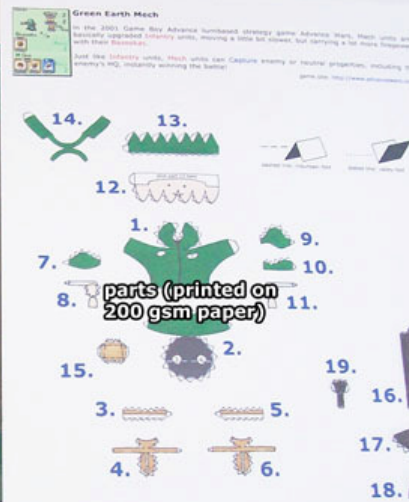 Green Earth Mech
In the 2001 Game Boy Advance turnbased strategy game Advance Wars, Mech units are
basically upgraded Infantry units, moving a little bit slower, but carrying a lot more firepower
with their Bazookas.
Just like Infantry units, Mech units can Capture enemy or neutral properties, including
enemy's HQ, instantly winning the battle!
14.
13.
12.
1.
9.
7.
10.
parts (printed on
8.
11.
200 gsm paper)
2.
15.
19.
16.
3.
5.
17.
4.
6.
18.